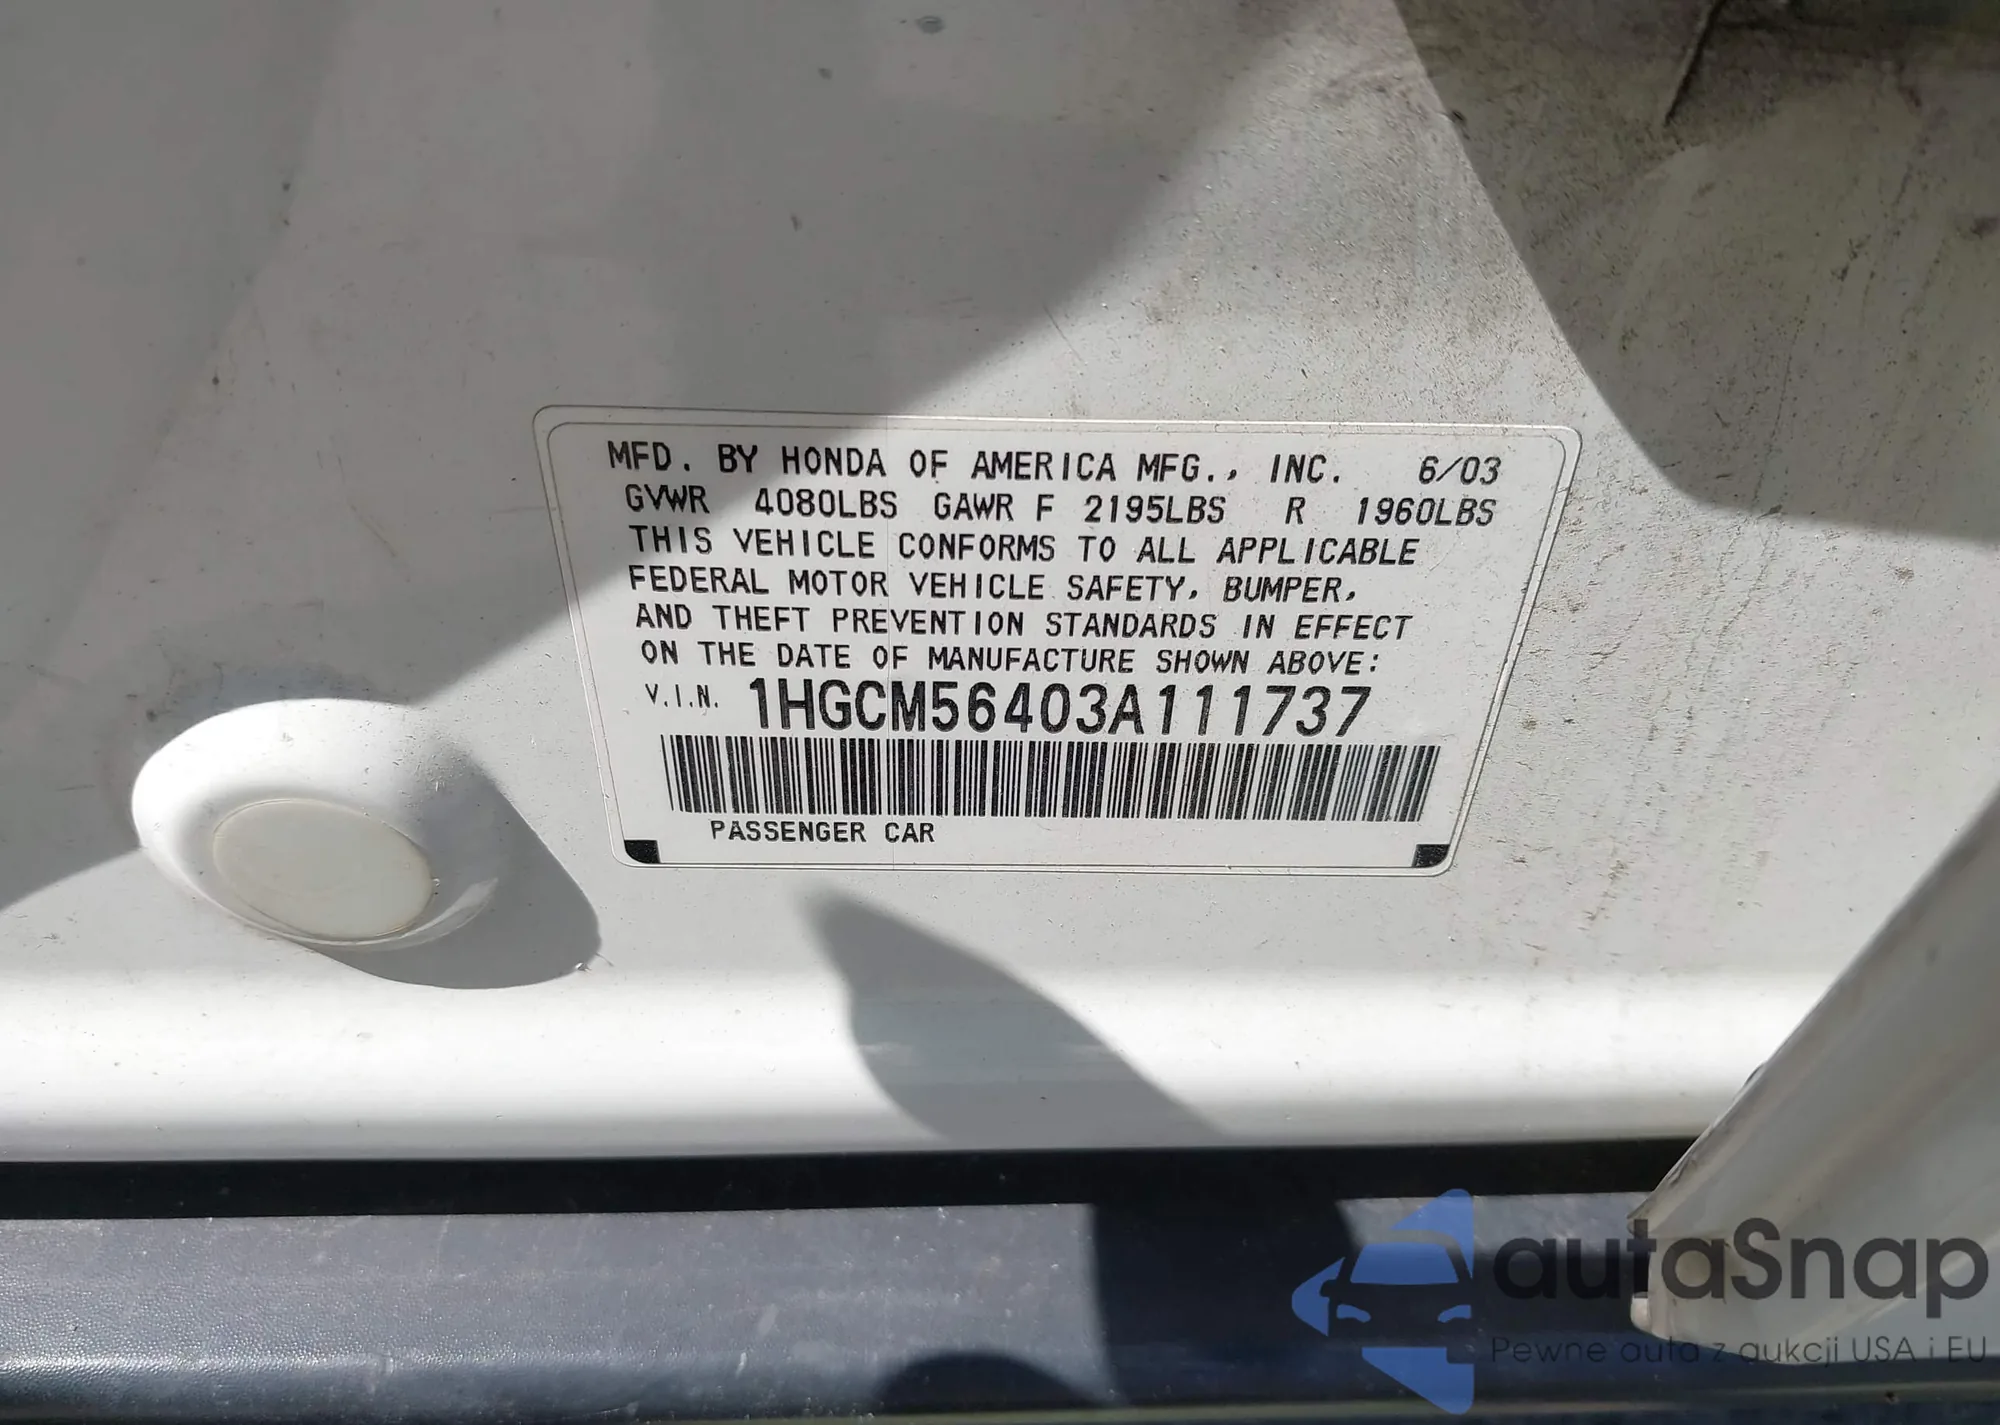 MFD. BY HONDA OF AMERICA MFG., INC. 6/03
GVWR 4080LBS GAWR F 2195LBS R 1960LBS
THIS VEHICLE CONFORMS TO ALL APPLICABLE
FEDERAL MOTOR VEHICLE SAFETY, BUMPER,
AND THEFT PREVENTION STANDARDS IN EFFECT
ON THE DATE OF MANUFACTURE SHOWN ABOVE:
V.I.N. 1HGCM56403A111737
PASSENGER CAR
autaSnap
Pewne auta z aukcji USA i EU